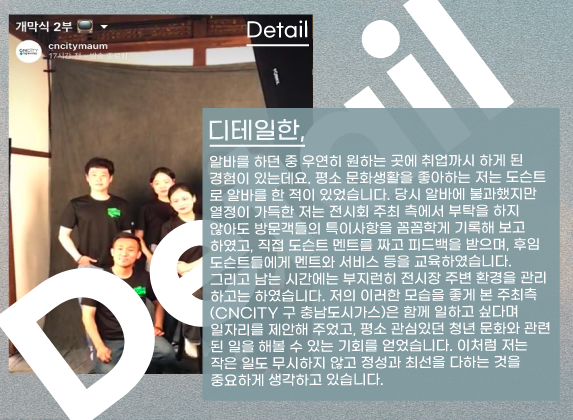 개막식 2부
cncitymaum
Detail
Detail
디테일한,
알바를 하던 중 우연히 원하는 곳에 취업까지 하게 된
경험이 있는데요. 평소 문화생활을 좋아하는 저는 도슨트
로 알바를 한 적이 있었습니다. 당시 알바에 불과했지만
열정이 가득한 저는 전시회 주최 측에서 부탁을 하지
않아도 방문객들의 특이사항을 꼼꼼하게 기록해 보고
하였고, 직접 도슨트 멘트를 짜고 피드백을 받으며, 후임
도슨트들에게 멘트와 서비스 등을 교육하였습니다.
그리고 남는 시간에는 부지런히 전시장 주변 환경을 관리
하고는 하였습니다. 저의 이러한 모습을 좋게 본 주최측
(CNCITY 구 충남도시가스)은 함께 일하고 싶다며
일자리를 제안해 주었고, 평소 관심있던 청년 문화와 관련
된 일을 해볼 수 있는 기회를 얻었습니다. 이처럼 저는
작은 일도 무시하지 않고 정성과 최선을 다하는 것을
중요하게 생각하고 있습니다.